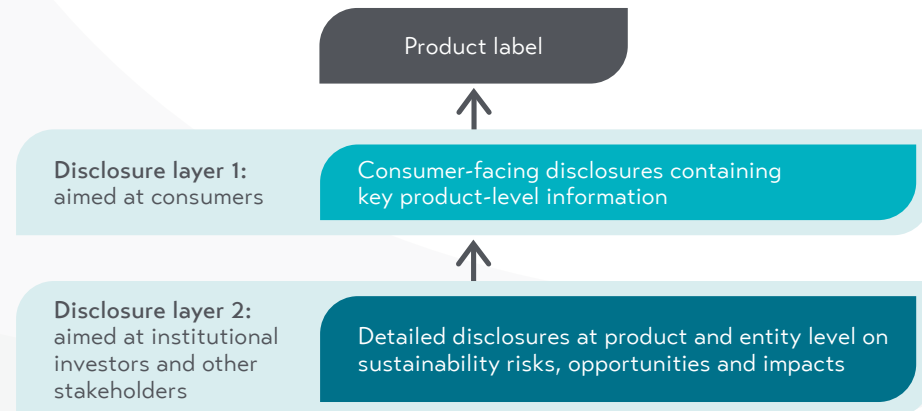 Product label
Disclosure layer 1:
aimed at consumers
Consumer-facing disclosures containing
key product-level information
Disclosure layer 2:
aimed at institutional
investors and other
stakeholders
Detailed disclosures at product and entity level on
sustainability risks, opportunities and impacts